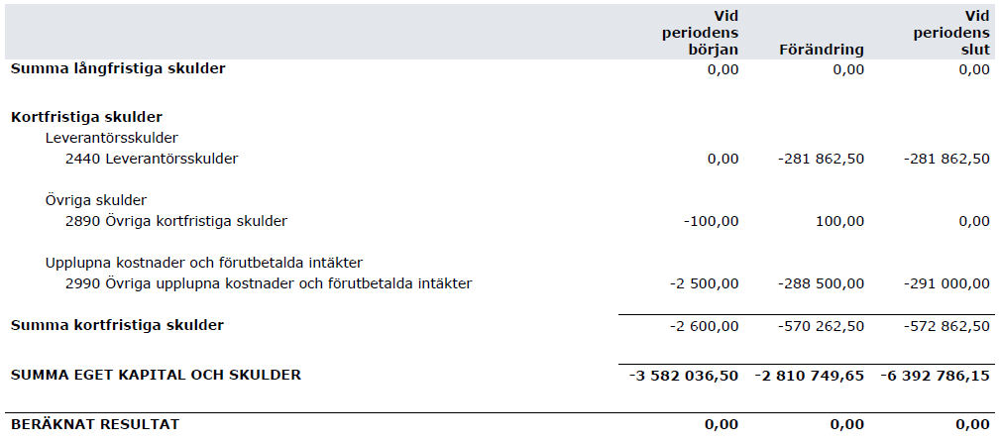 Vid periodens början Förändring Vid periodens slut
Summa långfristiga skulder 0,00 0,00 0,00
Kortfristiga skulder
Leverantörsskulder
2440 Leverantörsskulder 0,00 -281 862,50 -281 862,50
Övriga skulder
2890 Övriga kortfristiga skulder -100,00 100,00 0,00
Upplupna kostnader och förutbetalda intäkter
2990 Övriga upplupna kostnader och förutbetalda intäkter -2 500,00 -288 500,00 -291 000,00
Summa kortfristiga skulder -2 600,00 -570 262,50 -572 862,50
SUMMA EGET KAPITAL OCH SKULDER -3 582 036,50 -2 810 749,65 -6 392 786,15
BERÄKNAT RESULTAT 0,00 0,00 0,00